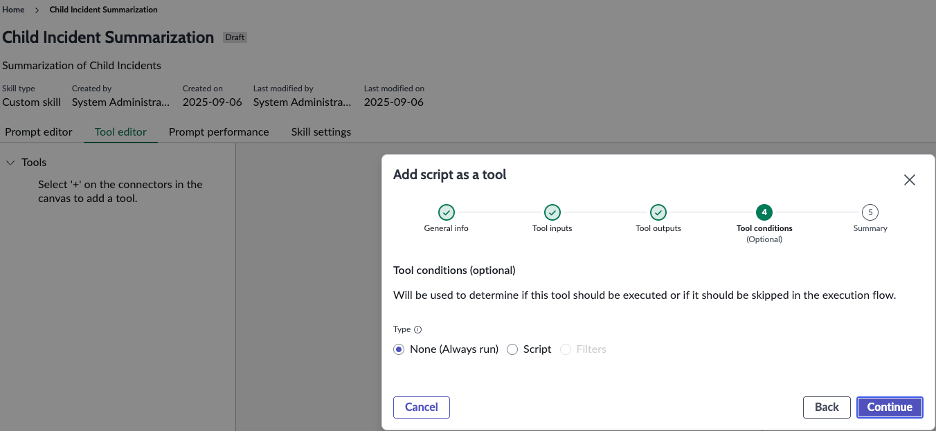 Home > Child Incident Summarization
Child Incident Summarization Draft
Summarization of Child Incidents
Skill type Created by Created on Last modified by Last modified on
Custom skill System Administra... 2025-09-06 System Administra... 2025-09-06
Prompt editor Tool editor Prompt performance Skill settings
Tools
Select '+' on the connectors in the
canvas to add a tool.
Add script as a tool
4 5
General info Tool inputs Tool outputs Tool conditions Summary
(Optional)
Tool conditions (optional)
Will be used to determine if this tool should be executed or if it should be skipped in the execution flow.
Type
None (Always run) Script Filters
Cancel Back Continue